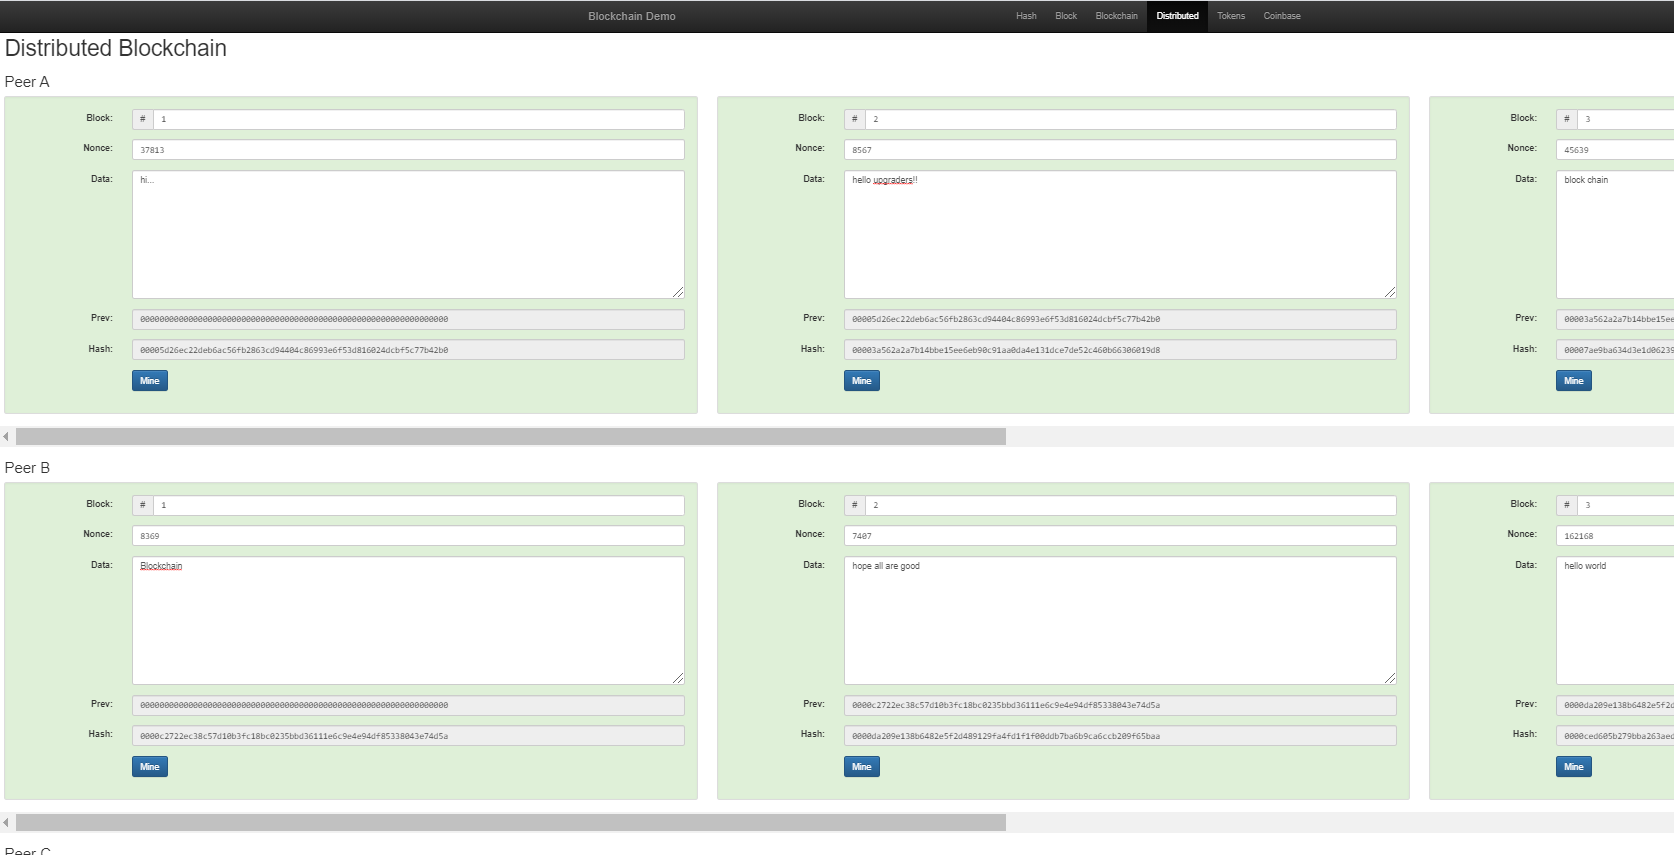 Blockchain Demo Hash Block Blockchain Distributed Tokens Coinbase
Distributed Blockchain
Peer A
Block: # 1
Nonce: 37813
Data: hi...
Prev: 0000000000000000000000000000000000000000000000000000000000000000
Hash: 00005d26ec22deb6ac56fb2863cd94404c86993e6f53d816024dcbf5c77b42b0
Mine
Block: # 2
Nonce: 8567
Data: hello upgraders!!
Prev: 00005d26ec22deb6ac56fb2863cd94404c86993e6f53d816024dcbf5c77b42b0
Hash: 00003a562a2a7b14bbe15ee6eb90c91aa0da4e131dce7de52c460b66306019d8
Mine
Block: # 3
Nonce: 45639
Data: block chain
Prev: 00003a562a2a7b14bbe15ee
Hash: 00007ae9ba634d3e1d06239
Mine
Peer B
Block: # 1
Nonce: 8369
Data: Blockchain
Prev: 0000000000000000000000000000000000000000000000000000000000000000
Hash: 0000c2722ec38c57d10b3fc18bc0235bbd36111e6c9e4e94df85338043e74d5a
Mine
Block: # 2
Nonce: 7407
Data: hope all are good
Prev: 0000c2722ec38c57d10b3fc18bc0235bbd36111e6c9e4e94df85338043e74d5a
Hash: 0000da209e138b6482e5f2d489129fa4fd1f1f00ddb7ba6b9ca6ccb209f65baa
Mine
Block: # 3
Nonce: 162168
Data: hello world
Prev: 0000da209e138b6482e5f2d
Hash: 0000ced605b279bba263aed
Mine
Peer C